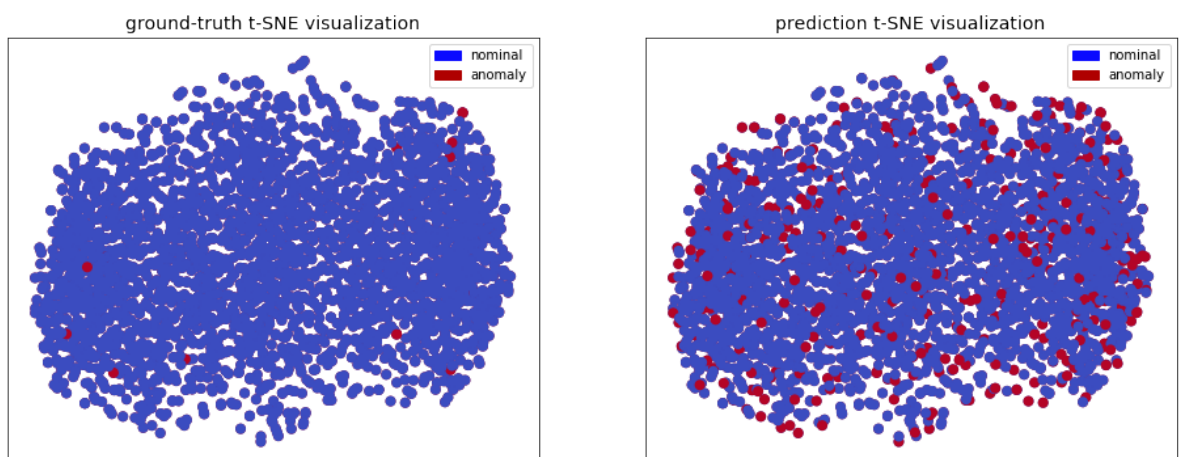 ground-truth t-SNE visualization
nominal
anomaly
prediction t-SNE visualization
nominal
anomaly